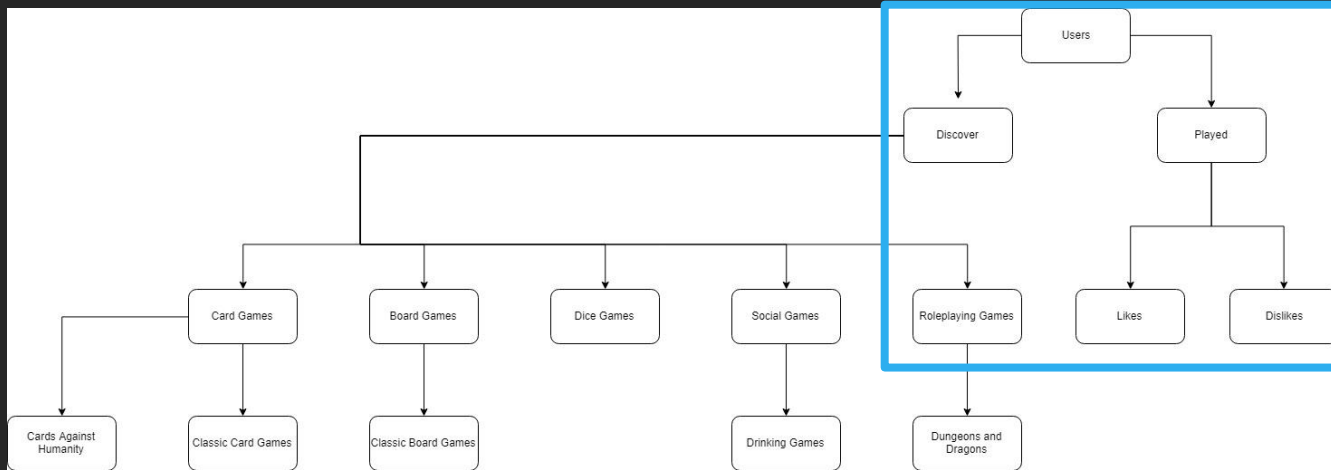 Users
Discover
Played
Card Games
Board Games
Dice Games
Social Games
Roleplaying Games
Likes
Dislikes
Cards Against
Humanity
Classic Card Games
Classic Board Games
Drinking Games
Dungeons and
Dragons